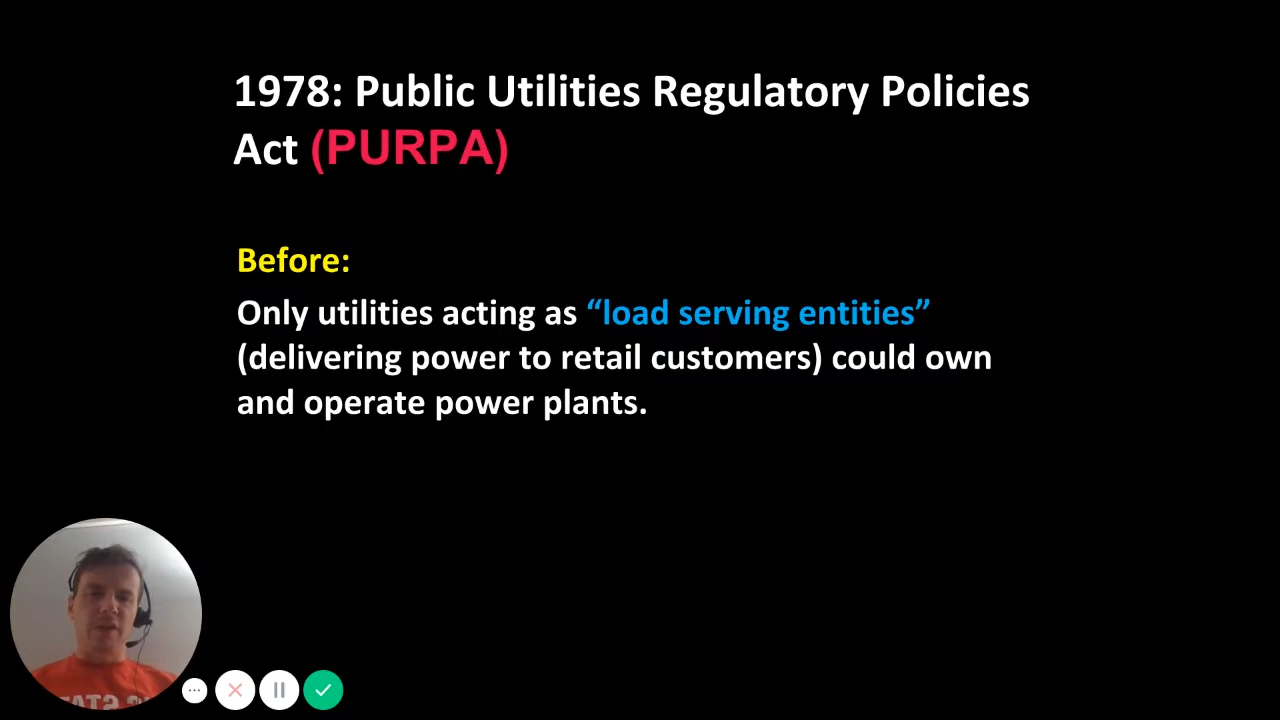 1978: Public Utilities Regulatory Policies
Act (PURPA)
Before:
Only utilities acting as “load serving entities”
(delivering power to retail customers) could own
and operate power plants.